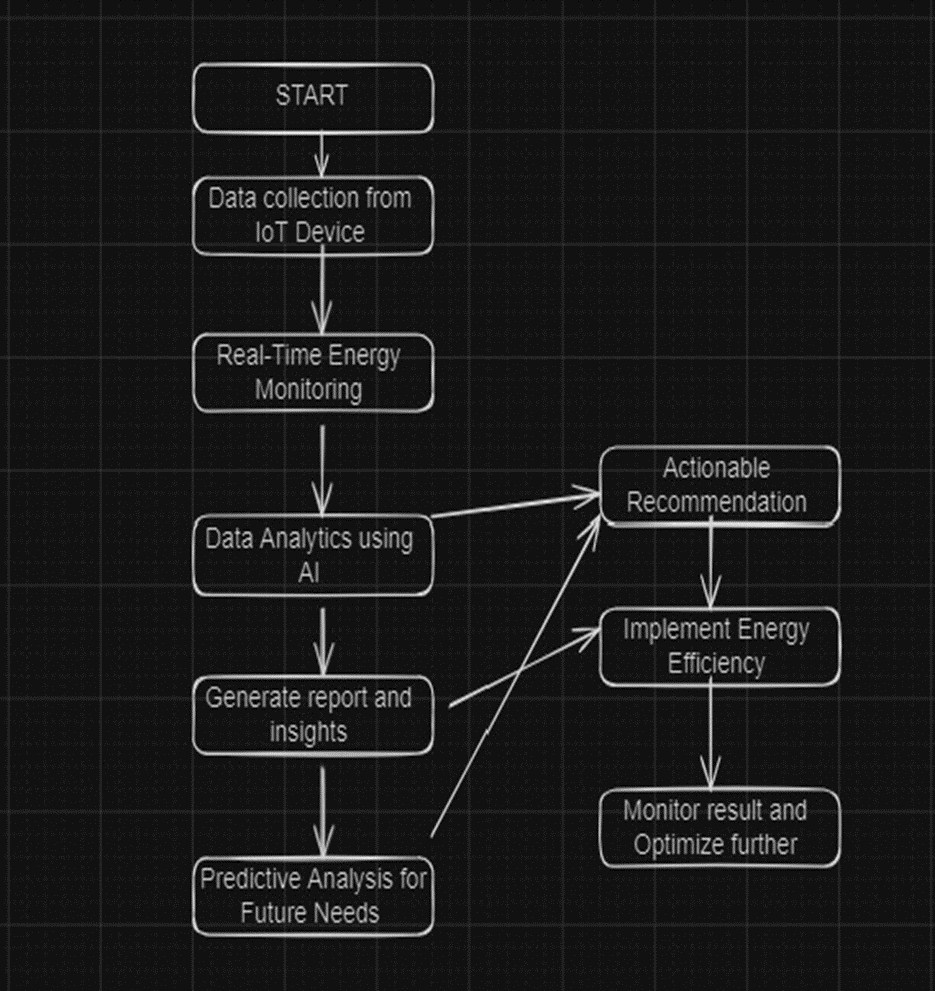 START
Data collection from
IoT Device
Real-Time Energy
Monitoring
Data Analytics using
AI
Generate report and
insights
Predictive Analysis for
Future Needs
Actionable
Recommendation
Implement Energy
Efficiency
Monitor result and
Optimize further